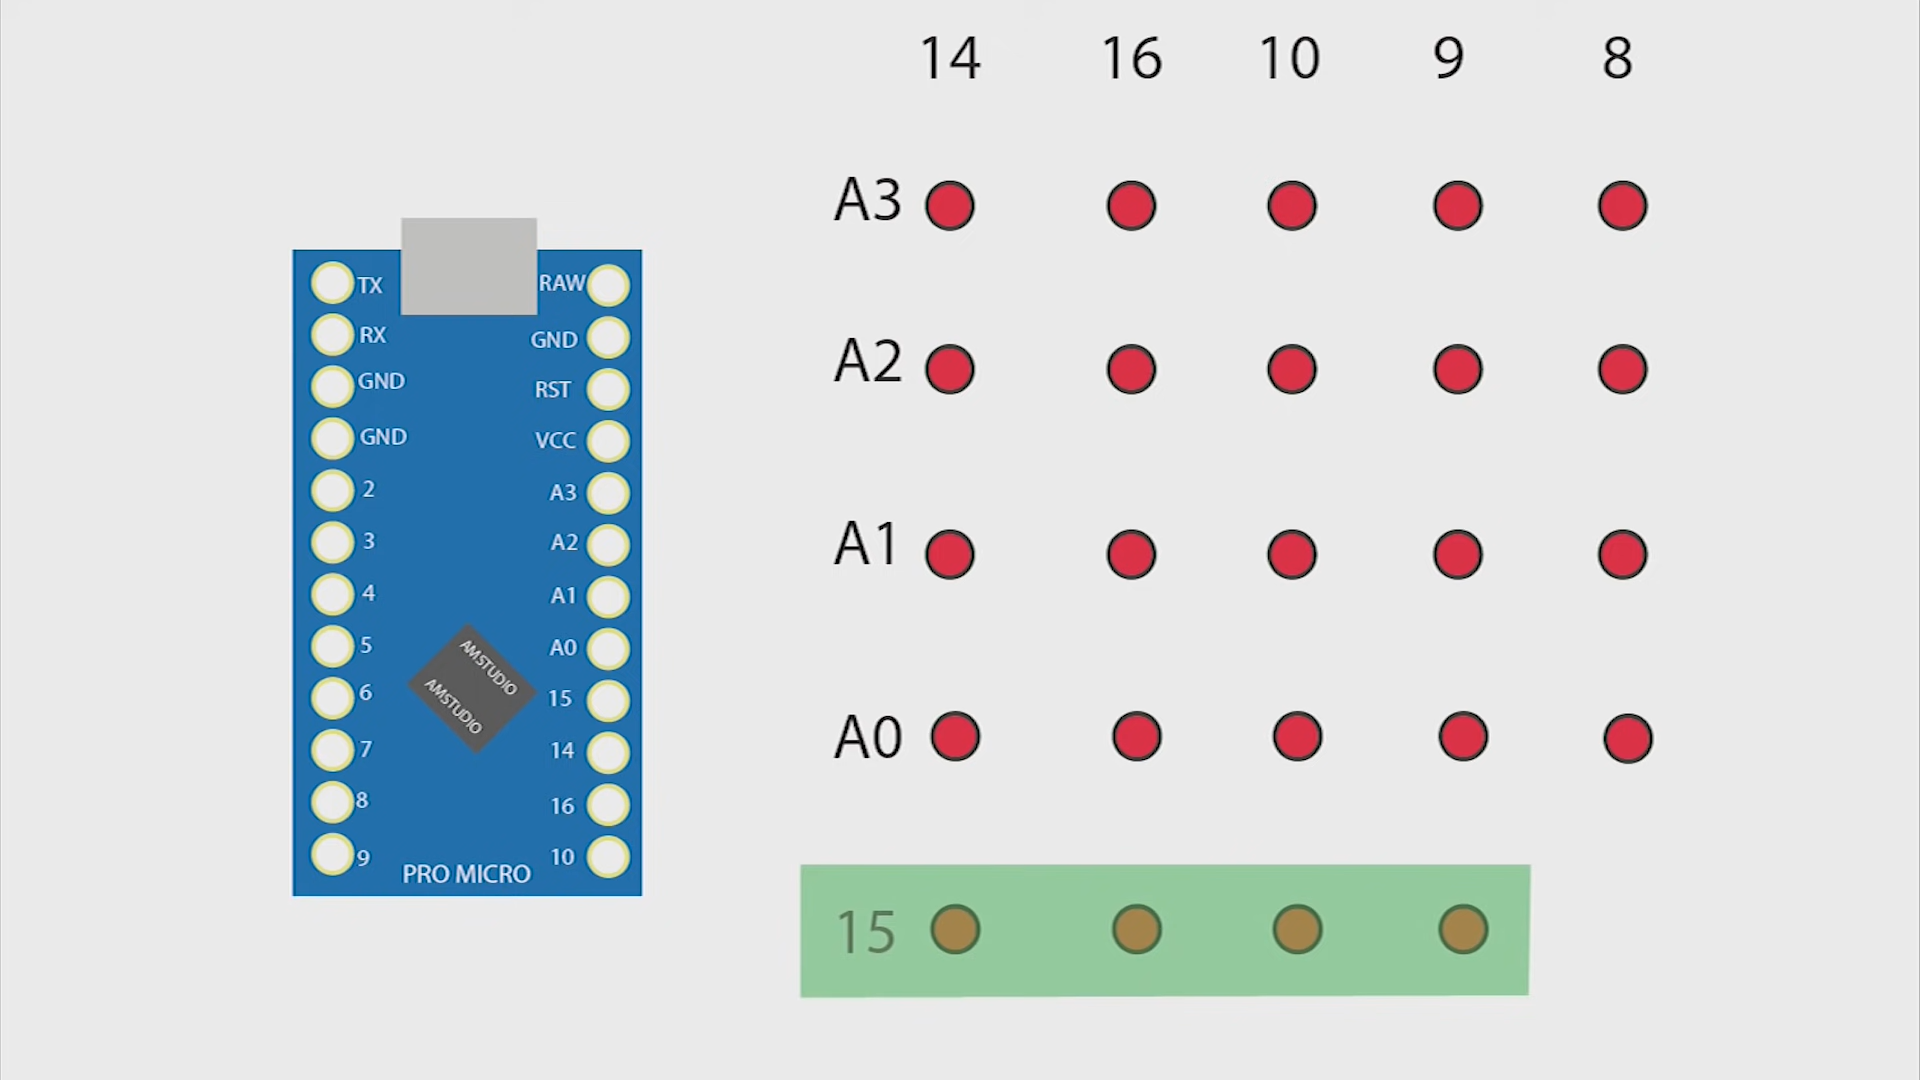 14 16 10 9 8
A3
A2
A1
A0
15
TX
RX
GND
GND
2
3
4
5
6
7
8
9
RAW
GND
RST
VCC
A3
A2
A1
A0
15
14
16
10
AMSTUDIO
AMSTUDIO
PRO MICRO